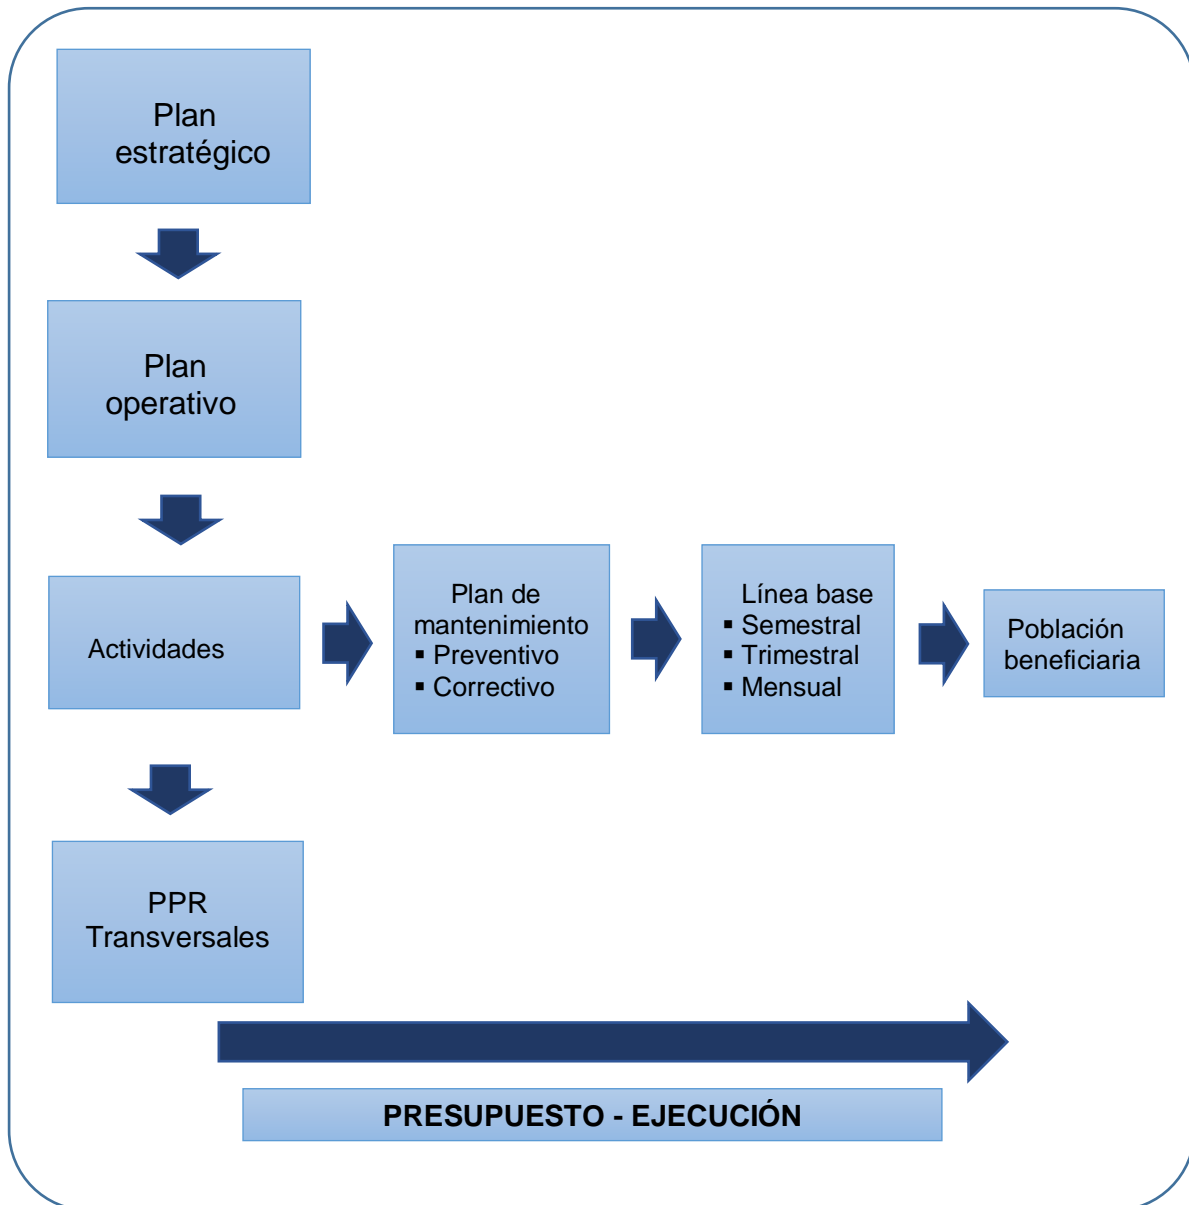 Plan
estratégico
Plan
operativo
Actividades
Plan de
mantenimiento
▪ Preventivo
▪ Correctivo
Línea base
▪ Semestral
▪ Trimestral
▪ Mensual
Población
beneficiaria
PPR
Transversales
PRESUPUESTO - EJECUCIÓN